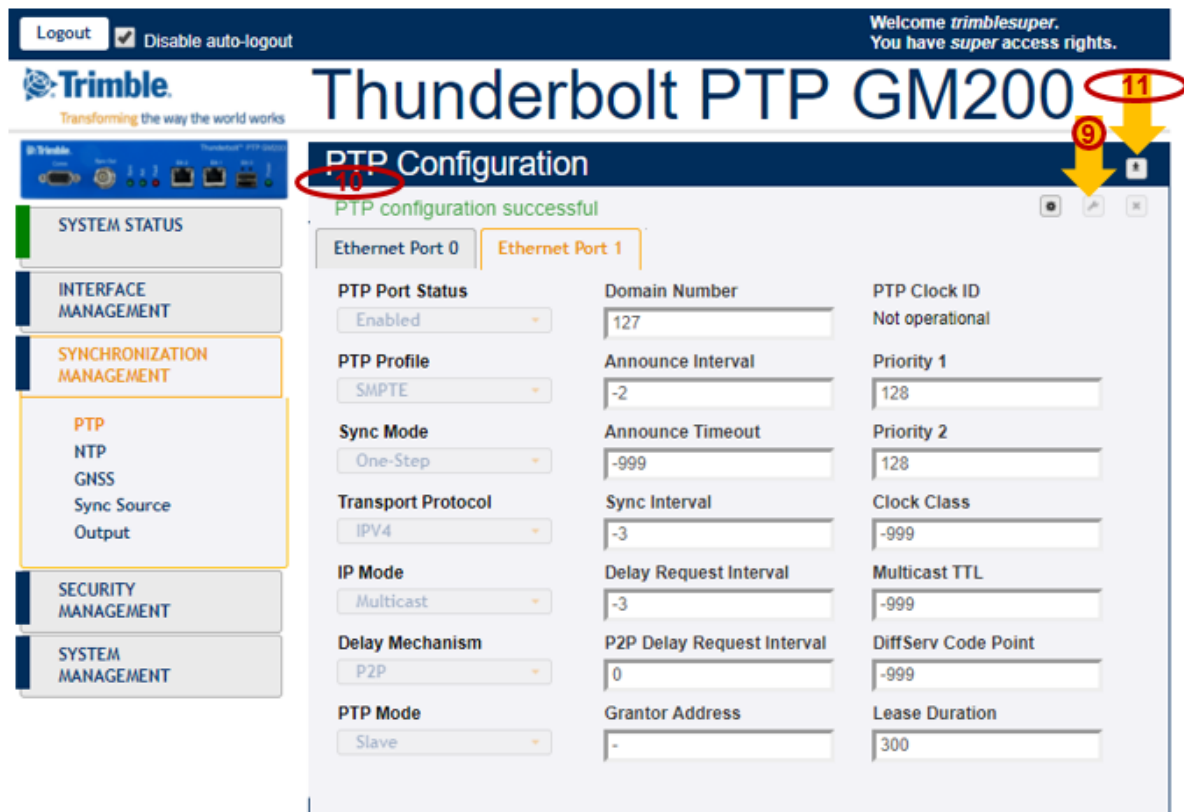 Logout
Disable auto-logout
Welcome trimblesuper.
You have super access rights.
Trimble.
Transforming the way the world works
Thunderbolt PTP GM200
11
9
PTP Configuration
10
PTP configuration successful
SYSTEM STATUS
INTERFACE
MANAGEMENT
SYNCHRONIZATION
MANAGEMENT
PTP
NTP
GNSS
Sync Source
Output
SECURITY
MANAGEMENT
SYSTEM
MANAGEMENT
Ethernet Port 0
Ethernet Port 1
PTP Port Status
Enabled
Domain Number
127
PTP Clock ID
Not operational
PTP Profile
SMPTE
Announce Interval
-2
Priority 1
128
Sync Mode
One-Step
Announce Timeout
-999
Priority 2
128
Transport Protocol
IPV4
Sync Interval
-3
Clock Class
-999
IP Mode
Multicast
Delay Request Interval
-3
Multicast TTL
-999
Delay Mechanism
P2P
P2P Delay Request Interval
0
DiffServ Code Point
-999
PTP Mode
Slave
Grantor Address
-
Lease Duration
300